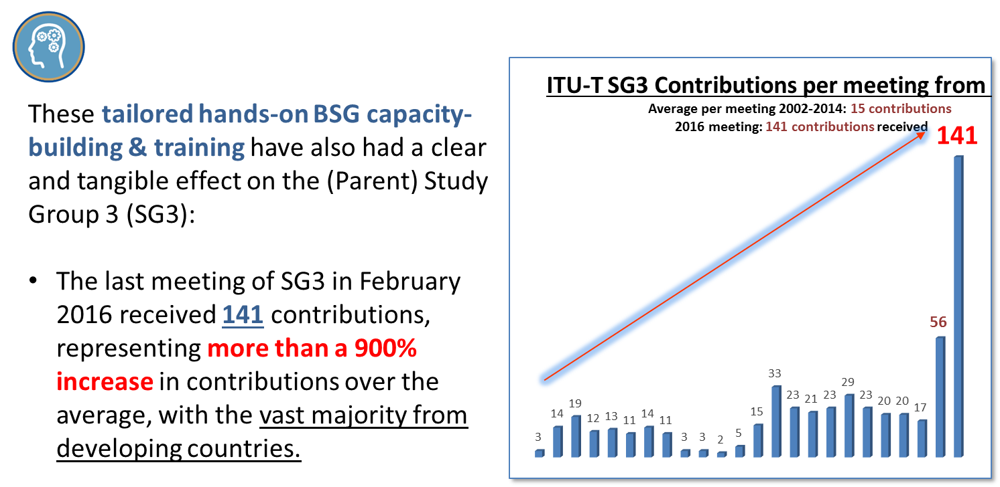 These tailored hands-on BSG capacity-
building & training have also had a clear
and tangible effect on the (Parent) Study
Group 3 (SG3):
• The last meeting of SG3 in February
2016 received 141 contributions,
representing more than a 900%
increase in contributions over the
average, with the vast majority from
developing countries.
ITU-T SG3 Contributions per meeting from
Average per meeting 2002-2014: 15 contributions
2016 meeting: 141 contributions received
3
14
19
12
13
11
14
11
3
3
2
5
15
33
23
21
23
29
23
20
20
17
56
141